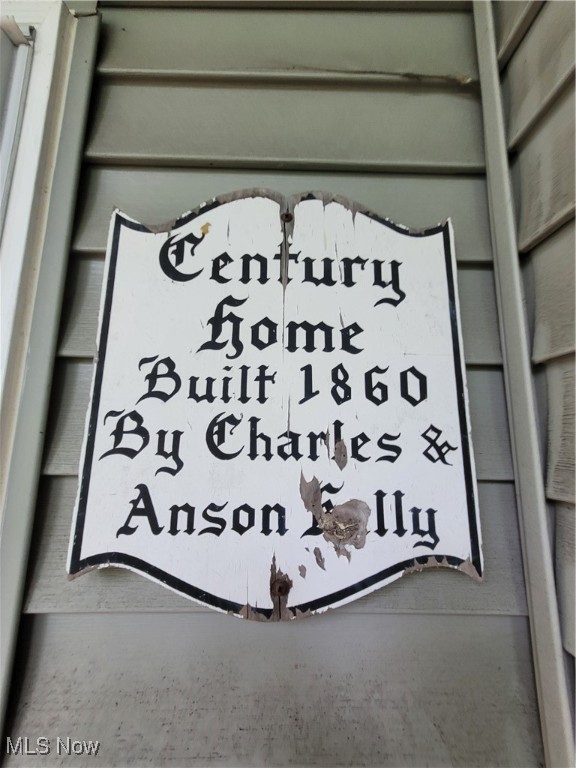 Century
Home
Built 1860
By Charles &
Anson
MLS Now